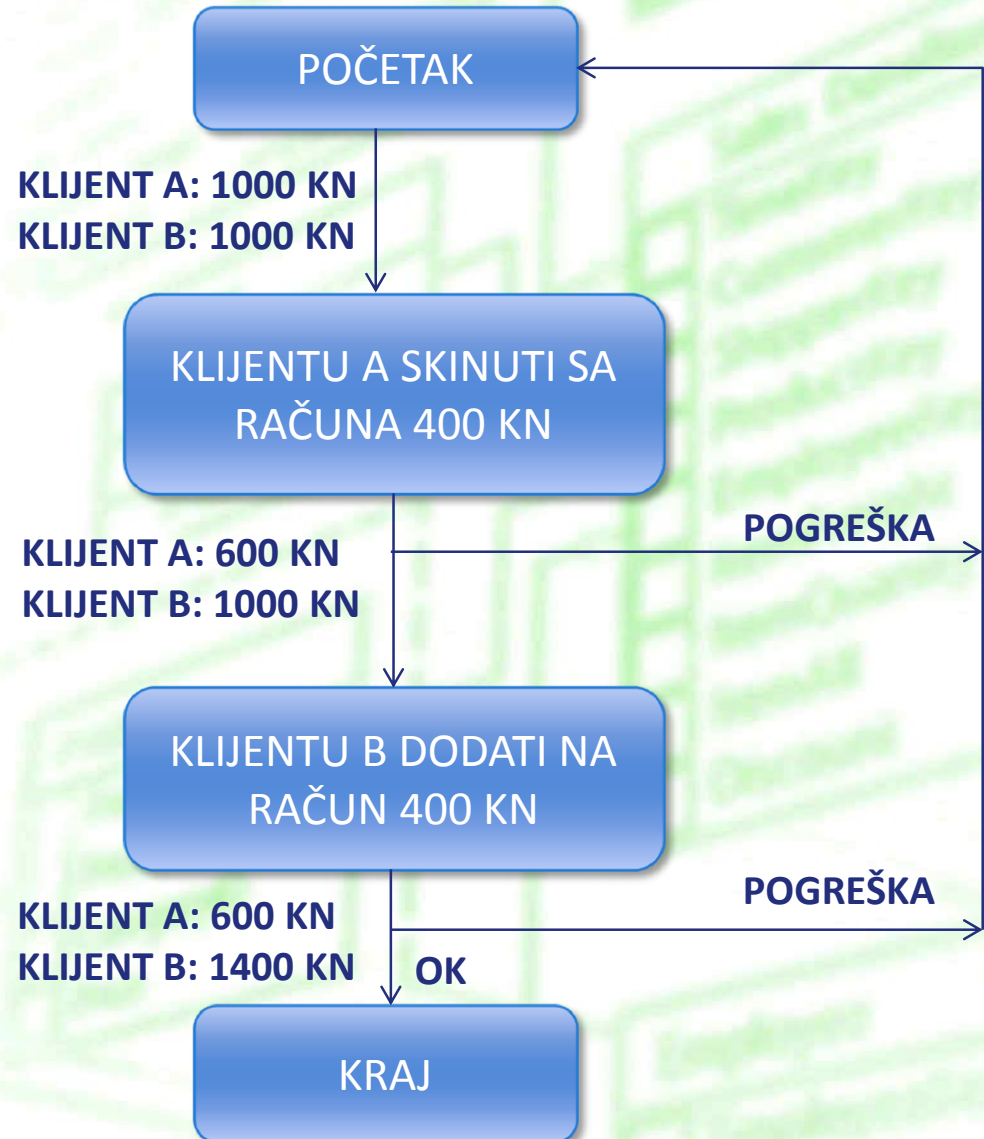 POČETAK
KLIJENT A: 1000 KN
KLIJENT B: 1000 KN
KLIJENTU A SKINUTI SA
RAČUNA 400 KN
POGREŠKA
KLIJENT A: 600 KN
KLIJENT B: 1000 KN
KLIJENTU B DODATI NA
RAČUN 400 KN
POGREŠKA
KLIJENT A: 600 KN
KLIJENT B: 1400 KN
OK
KRAJ